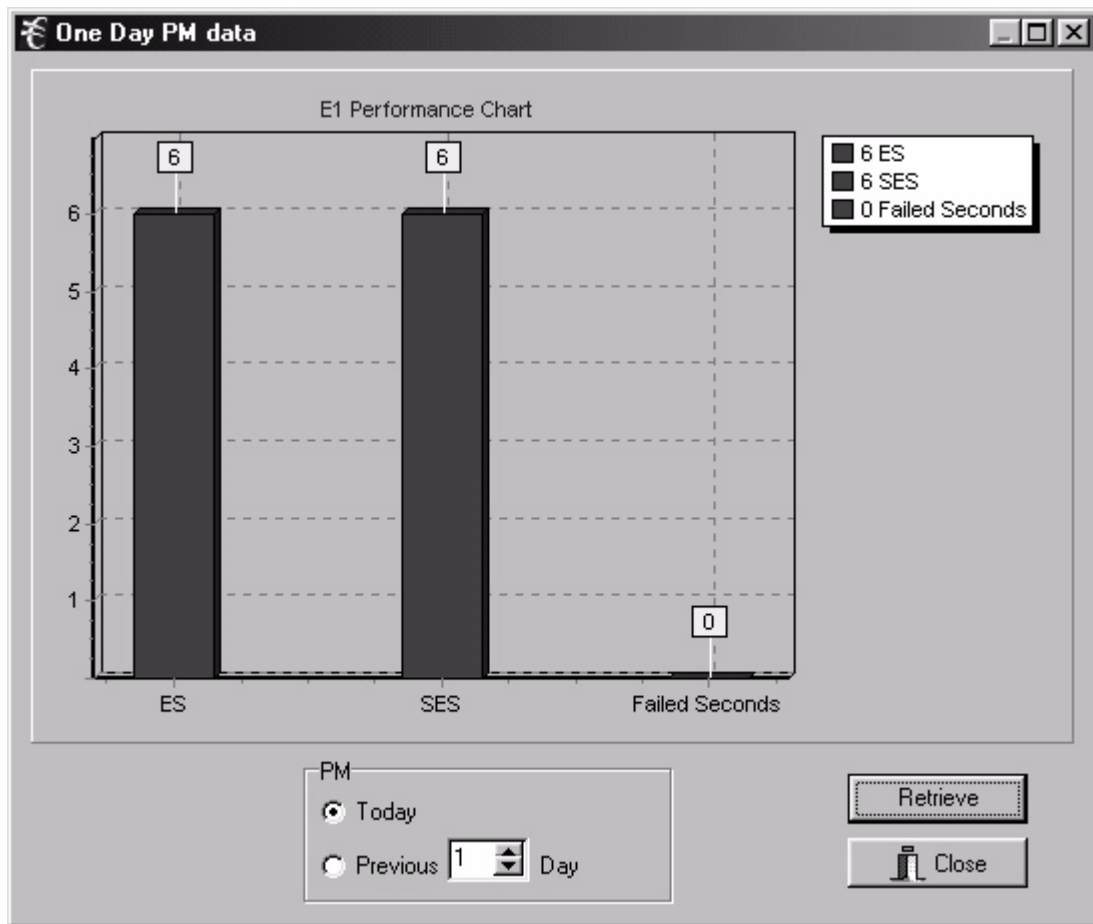 One Day PM data
E1 Performance Chart
6
6
0
6
5
4
3
2
1
ES
SES
Failed Seconds
6 ES
6 SES
0 Failed Seconds
PM
Today
Previous 1 Day
Retrieve
Close